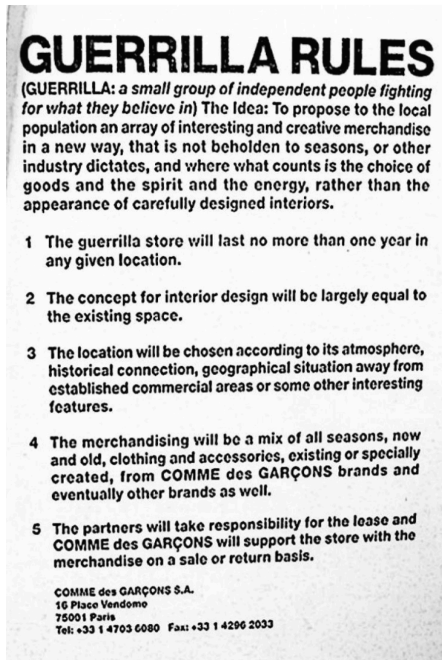 GUERRILLA RULES
(GUERRILLA: a small group of independent people fighting
for what they believe in) The Idea: To propose to the local
population an array of interesting and creative merchandise
in a new way, that is not beholden to seasons, or other
industry dictates, and where what counts is the choice of
goods and the spirit and the energy, rather than the
appearance of carefully designed interiors.
1 The guerrilla store will last no more than one year in
any given location.
2 The concept for interior design will be largely equal to
the existing space.
3 The location will be chosen according to its atmosphere,
historical connection, geographical situation away from
established commercial areas or some other interesting
features.
4 The merchandising will be a mix of all seasons, new
and old, clothing and accessories, existing or specially
created, from COMME des GARÇONS brands and
eventually other brands as well.
5 The partners will take responsibility for the lease and
COMME des GARÇONS will support the store with the
merchandise on a sale or return basis.
COMME des GARÇONS S.A.
16 Place Vendome
75001 Paris
Tel: +33 1 4703 6080 Fax: +33 1 4296 2033